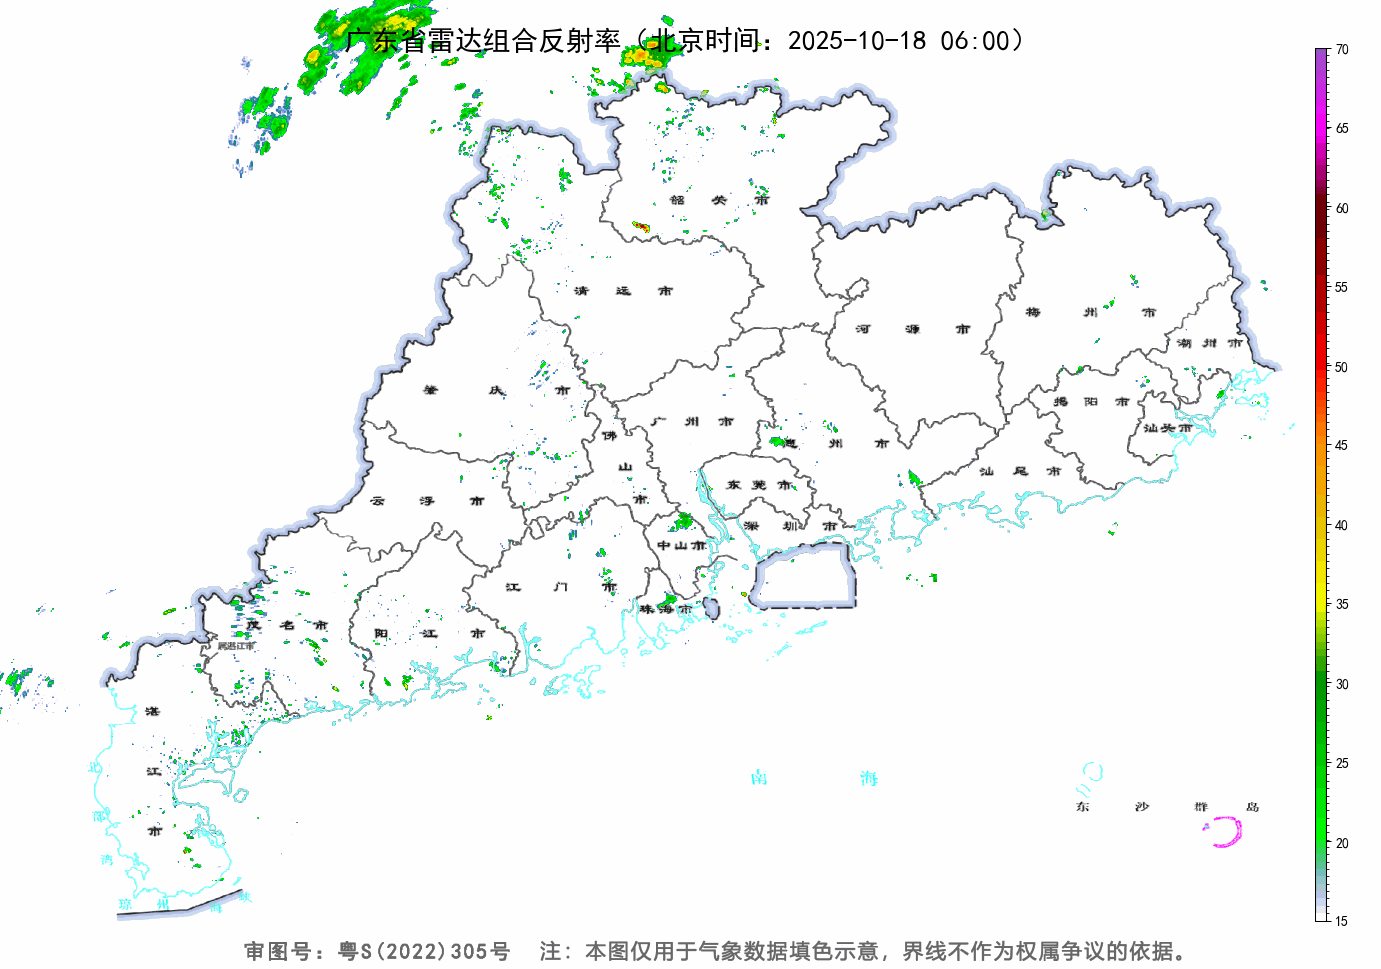 广东省雷达组合反射率（北京时间：2025-10-18 06:00）
70
65
60
55
50
45
40
35
30
25
20
15
韶关市
清远市
河源市
梅州市
潮州市
肇庆市
广州市
佛山市
惠州市
揭阳市
汕头市
汕尾市
东莞市
深圳市
云浮市
中山市
江门市
珠海市
茂名市
属湛江市
阳江市
湛江市
北部湾
琼州海峡
南海
东沙群岛
审图号：粤S(2022)305号 注：本图仅用于气象数据填色示意，界线不作为权属争议的依据。